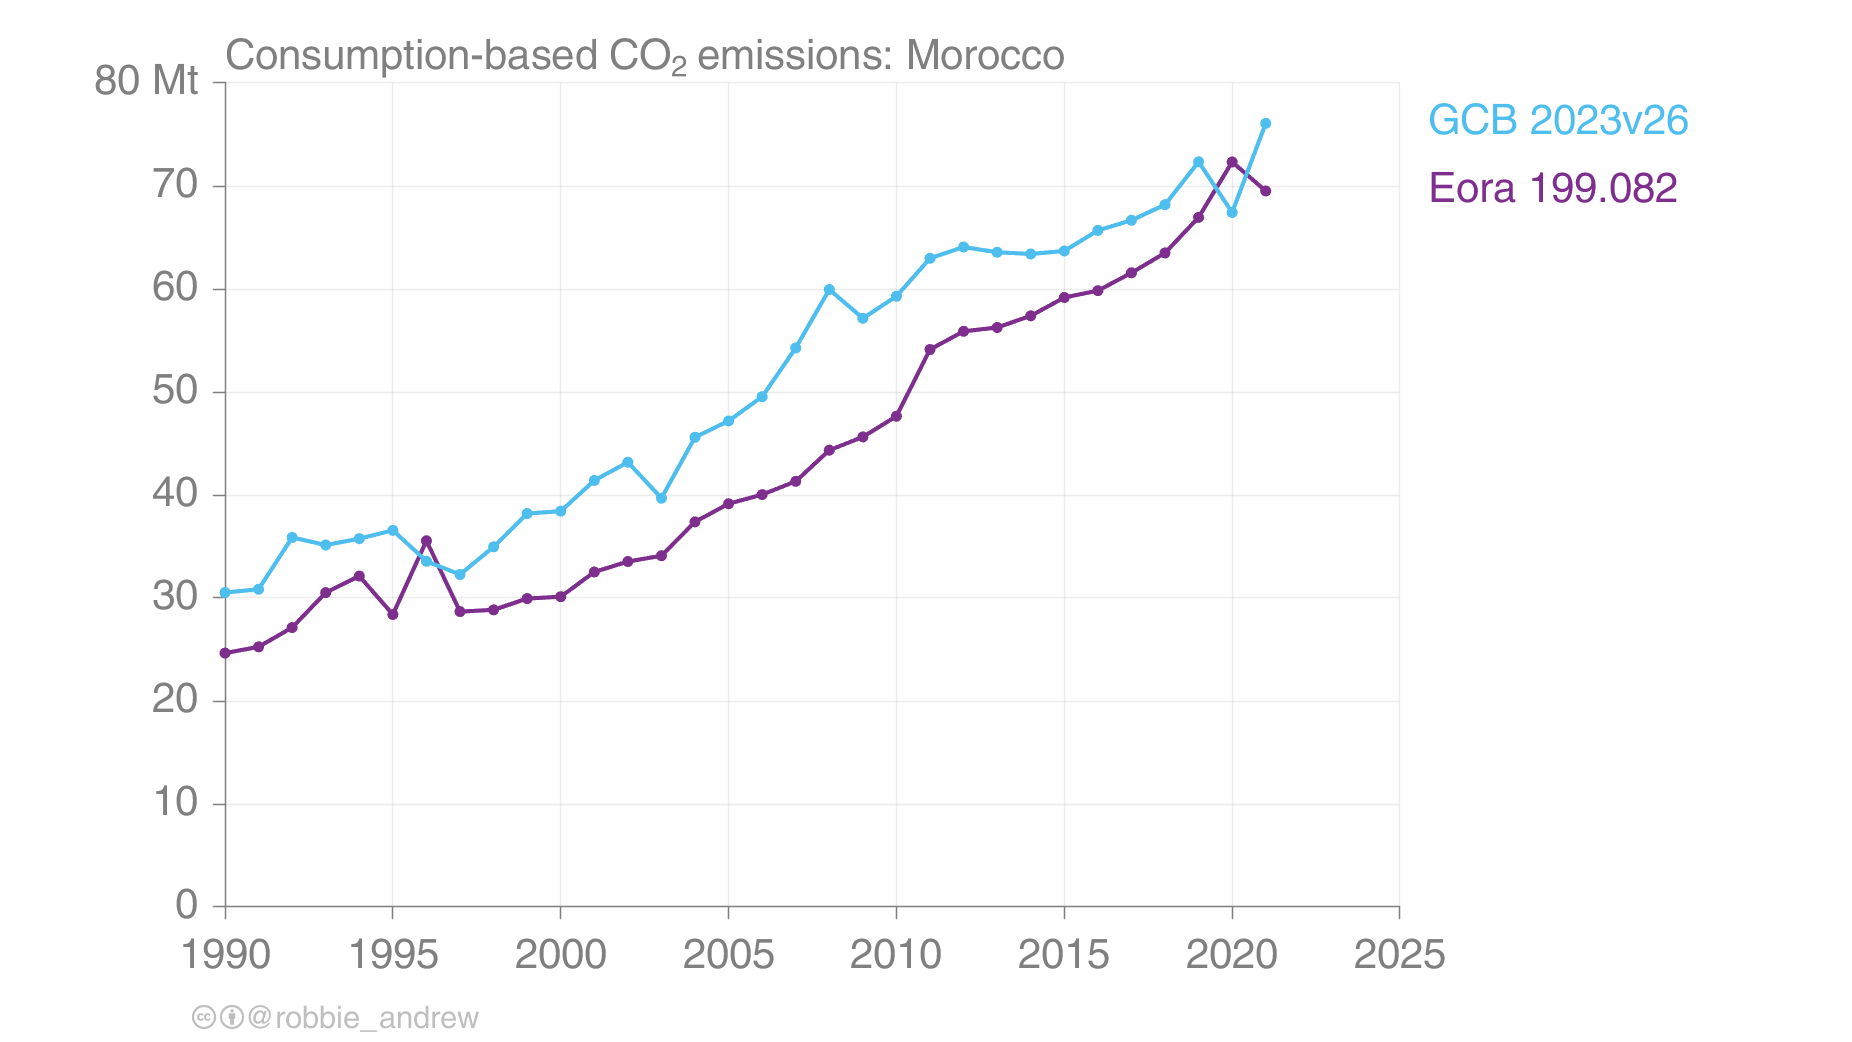 Consumption-based CO₂ emissions: Morocco
80 Mt
70
60
50
40
30
20
10
0
1990 1995 2000 2005 2010 2015 2020 2025
GCB 2023v26
Eora 199.082
cc @robbie_andrew